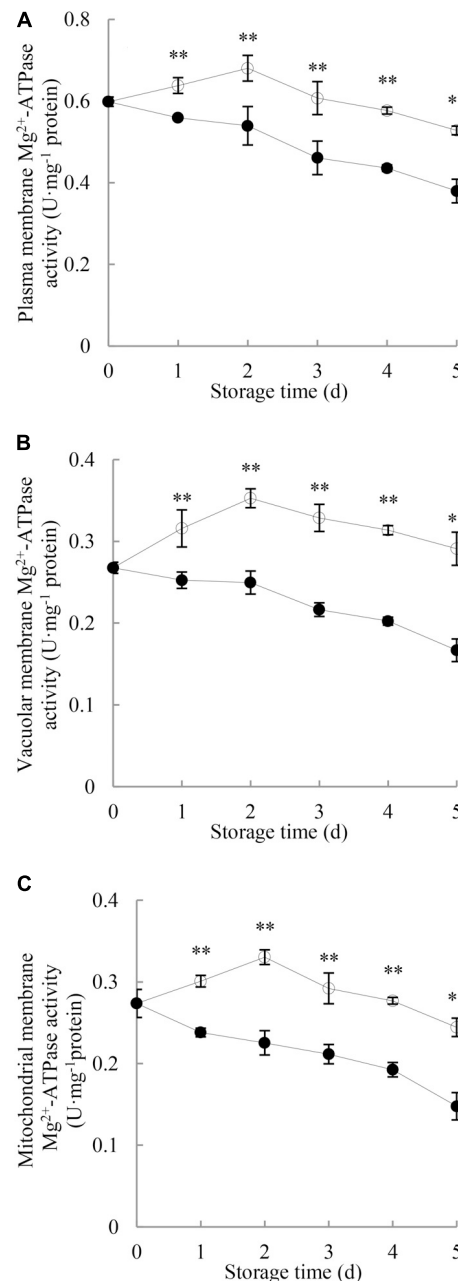 A
Plasma membrane Mg²⁺-ATPase
activity (U·mg⁻¹ protein)
0.8
0.6
0.4
0.2
0
** ** ** ** *
0 1 2 3 4 5
Storage time (d)
B
Vacuolar membrane Mg²⁺-ATPase
activity (U·mg⁻¹ protein)
0.4
0.3
0.2
0.1
0
** ** ** ** *
0 1 2 3 4 5
Storage time (d)
C
Mitochondrial membrane
Mg²⁺-ATPase activity
(U·mg⁻¹protein)
0.4
0.3
0.2
0.1
0
** ** ** ** *
0 1 2 3 4 5
Storage time (d)